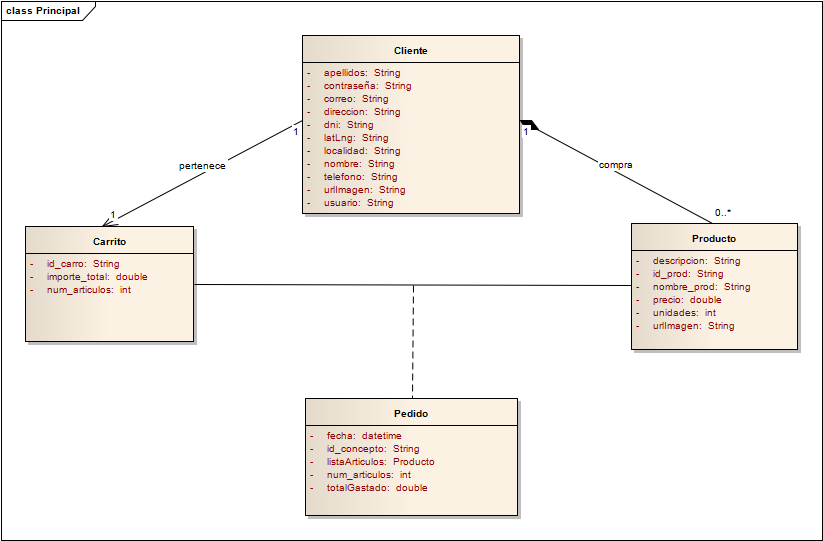 class Principal
Cliente
- apellidos: String
- contraseña: String
- correo: String
- direccion: String
- dni: String
- latLng: String
- localidad: String
- nombre: String
- telefono: String
- urlImagen: String
- usuario: String
1
1
pertenece
compra
1
0..*
Carrito
- id_carro: String
- importe_total: double
- num_articulos: int
Producto
- descripcion: String
- id_prod: String
- nombre_prod: String
- precio: double
- unidades: int
- urlImagen: String
Pedido
- fecha: datetime
- id_concepto: String
- listaArticulos: Producto
- num_articulos: int
- totalGastado: double